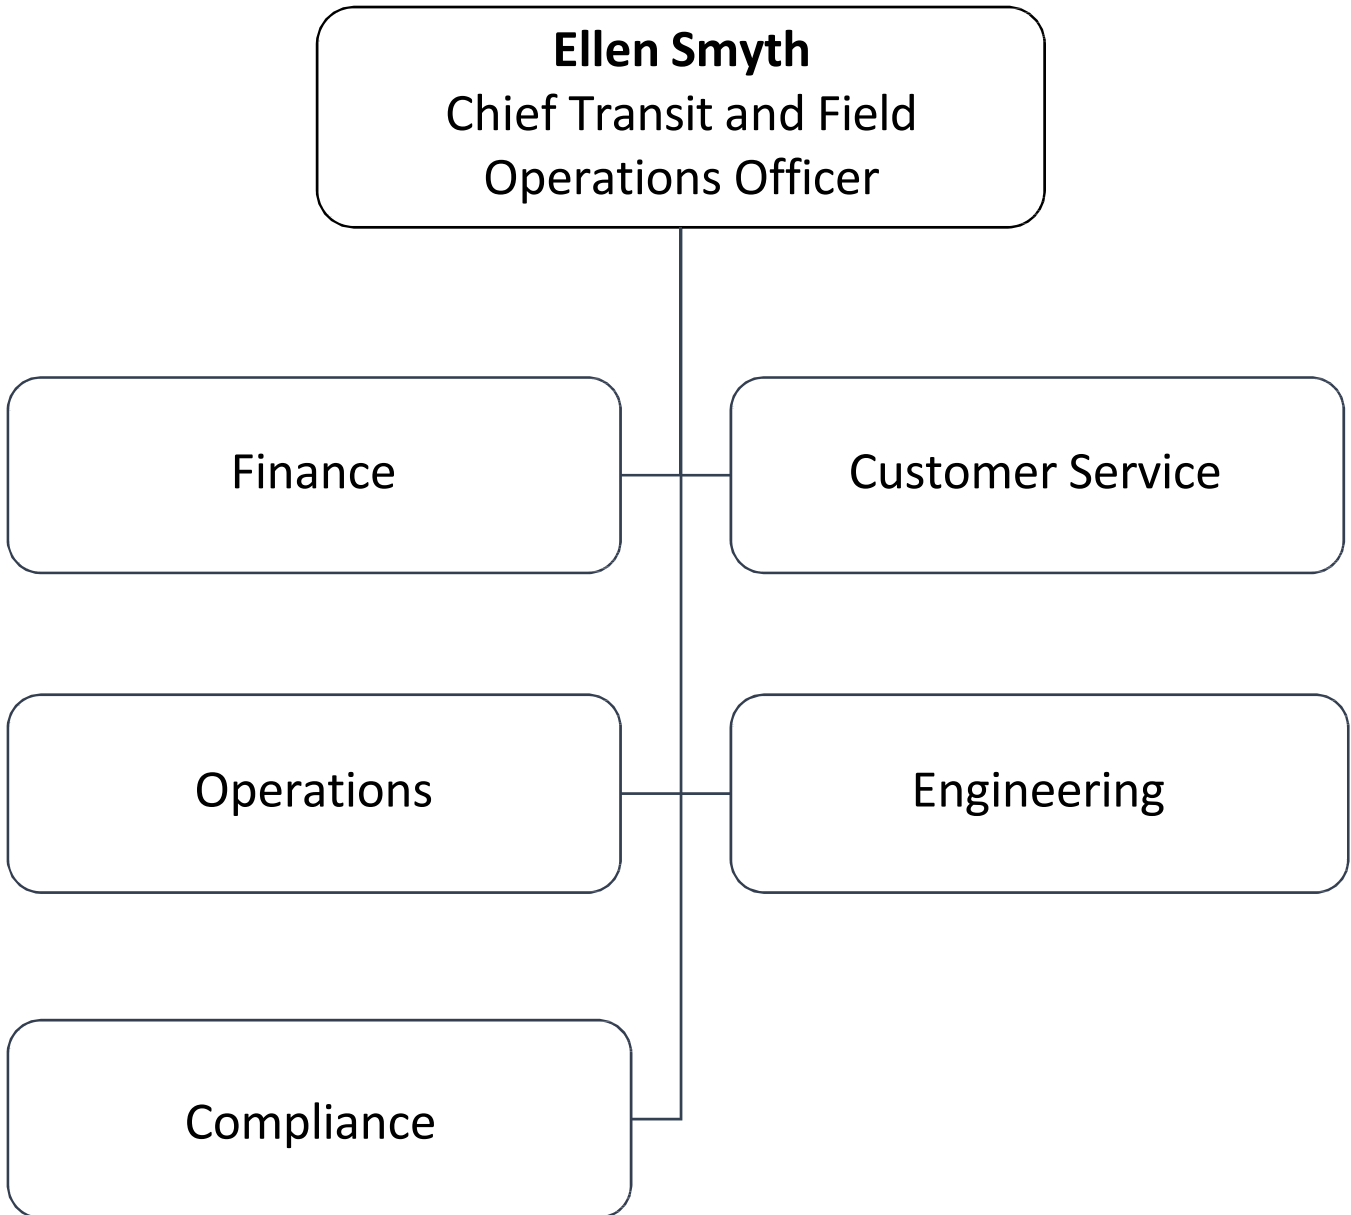 Ellen Smyth
Chief Transit and Field
Operations Officer
Finance
Customer Service
Operations
Engineering
Compliance